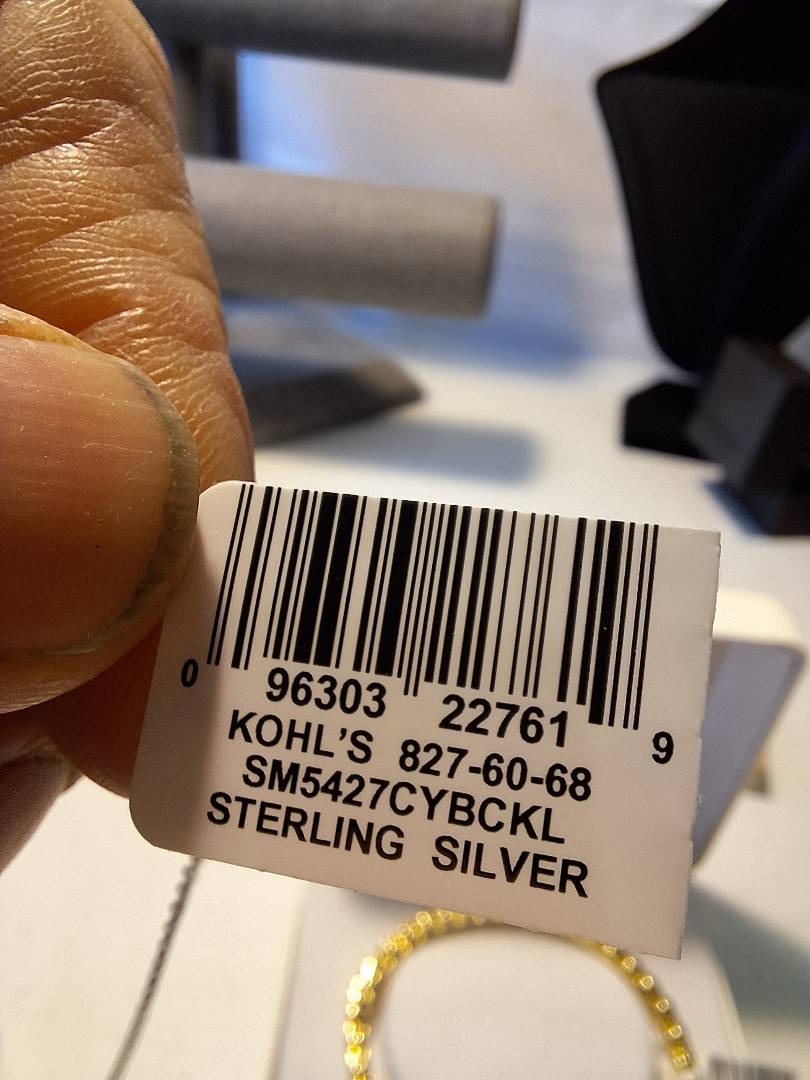 0 96303 22761 9
KOHL'S 827-60-68
SM5427CYBCKL
STERLING SILVER